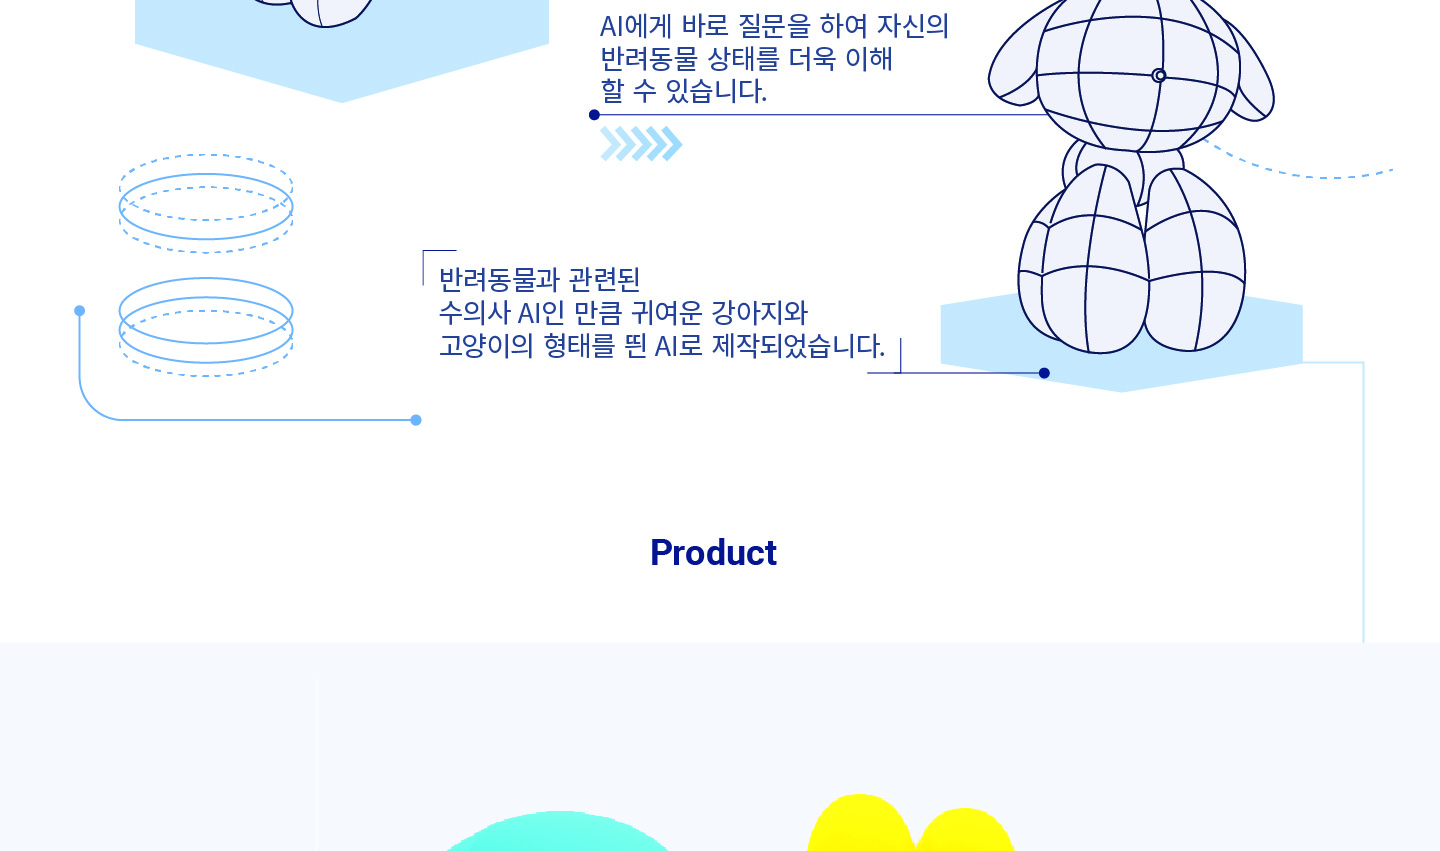 AI에게 바로 질문을 하여 자신의
반려동물 상태를 더욱 이해
할 수 있습니다.
반려동물과 관련된
수의사 AI인 만큼 귀여운 강아지와
고양이의 형태를 띈 AI로 제작되었습니다.
Product